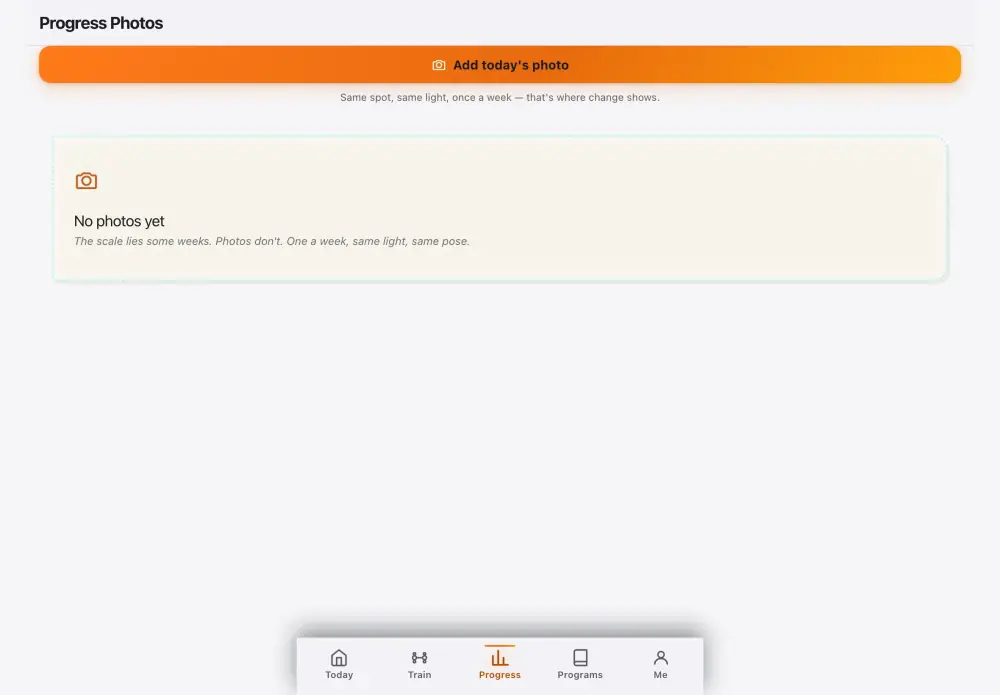 Progress Photos
Add today's photo
Same spot, same light, once a week — that's where change shows.
No photos yet
The scale lies some weeks. Photos don't. One a week, same light, same pose.
Today
Train
Progress
Programs
Me